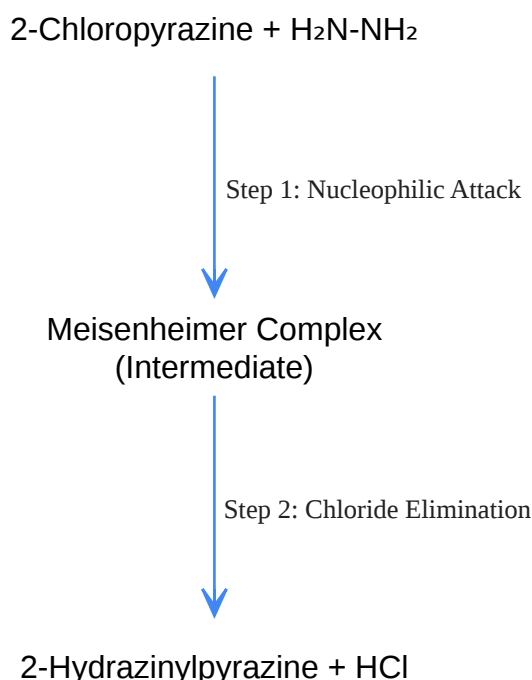 2-Chloropyrazine + H₂N-NH₂
Step 1: Nucleophilic Attack
Meisenheimer Complex
(Intermediate)
Step 2: Chloride Elimination
2-Hydrazinylpyrazine + HCl